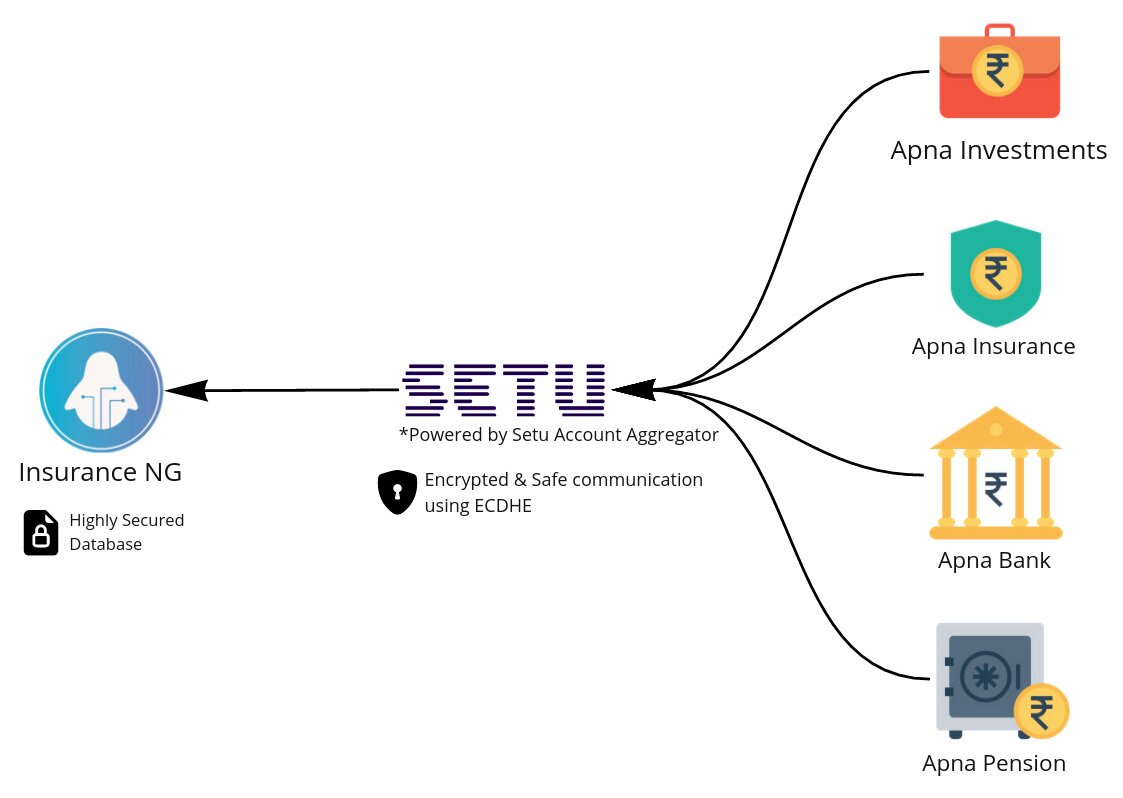 ₹
Apna Investments
₹
Apna Insurance
SETU
*Powered by Setu Account Aggregator
Encrypted & Safe communication
using ECDHE
Insurance NG
Highly Secured
Database
₹
Apna Bank
₹
Apna Pension